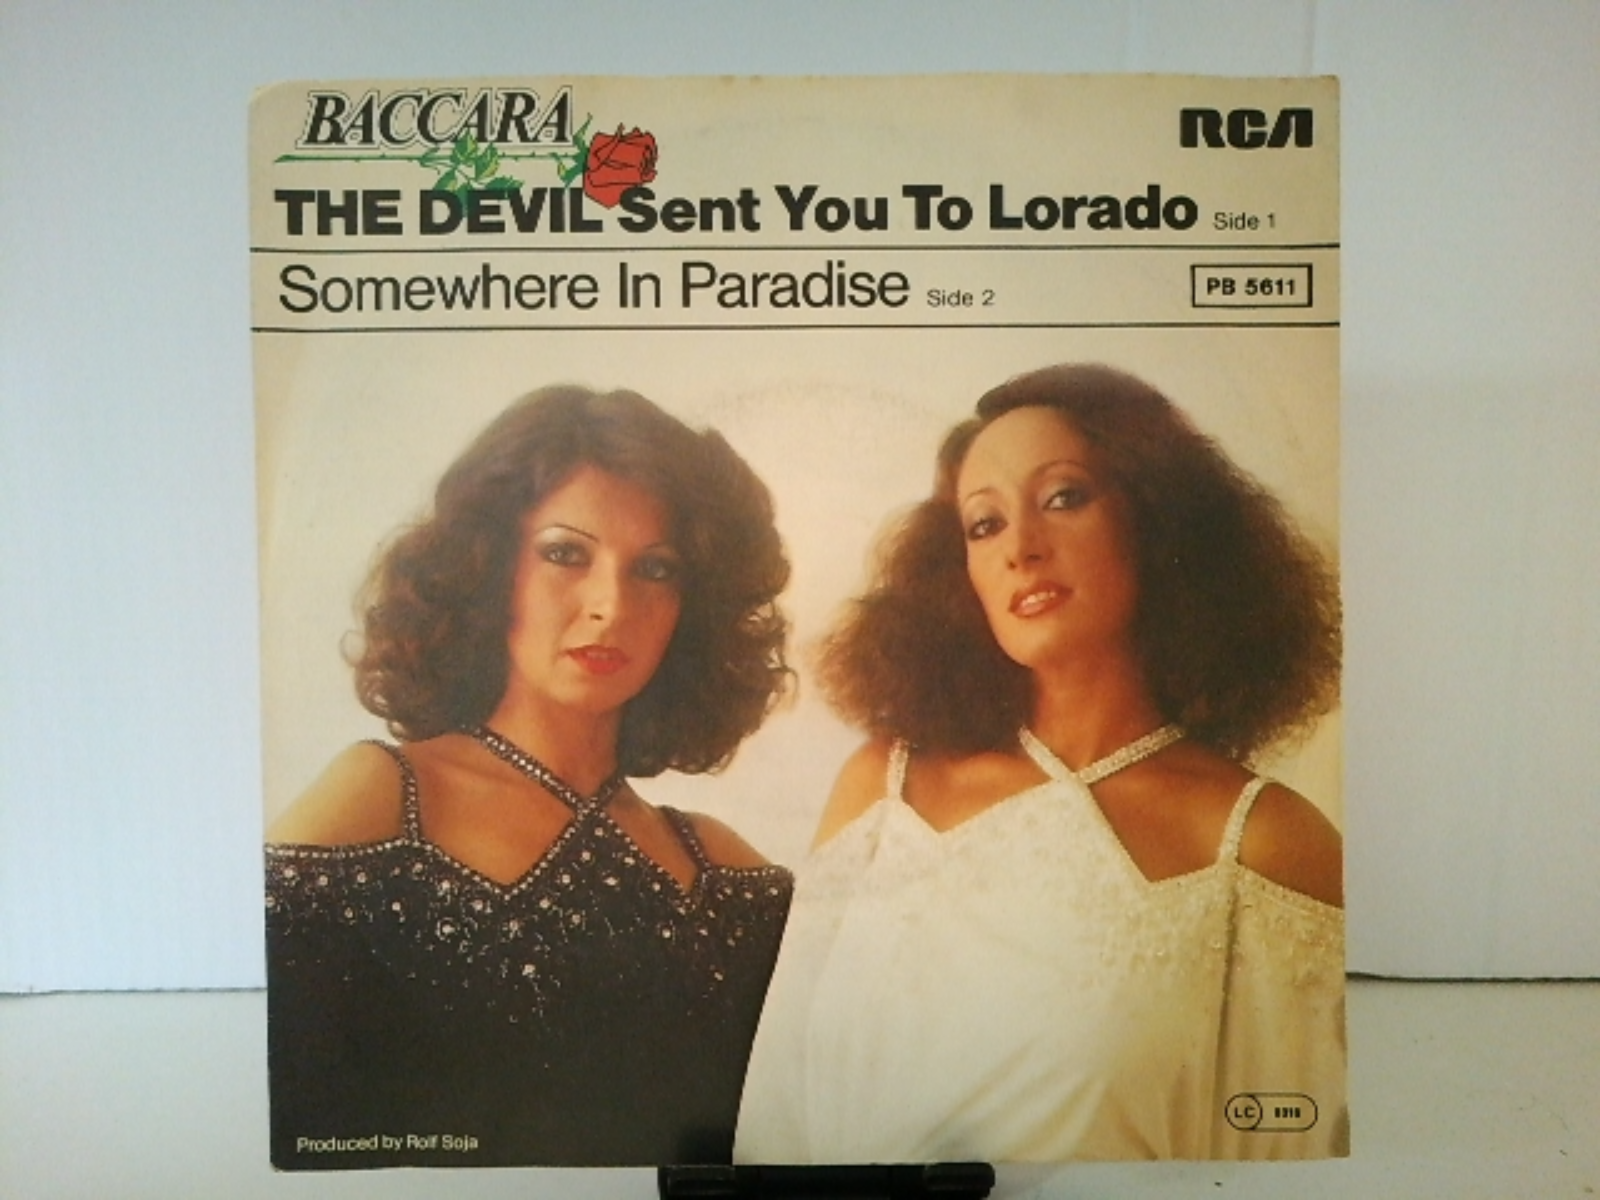 BACCARA
RCA
THE DEVIL Sent You To Lorado Side 1
Somewhere In Paradise Side 2
PB 5611
LC
Produced by Rolf Soja